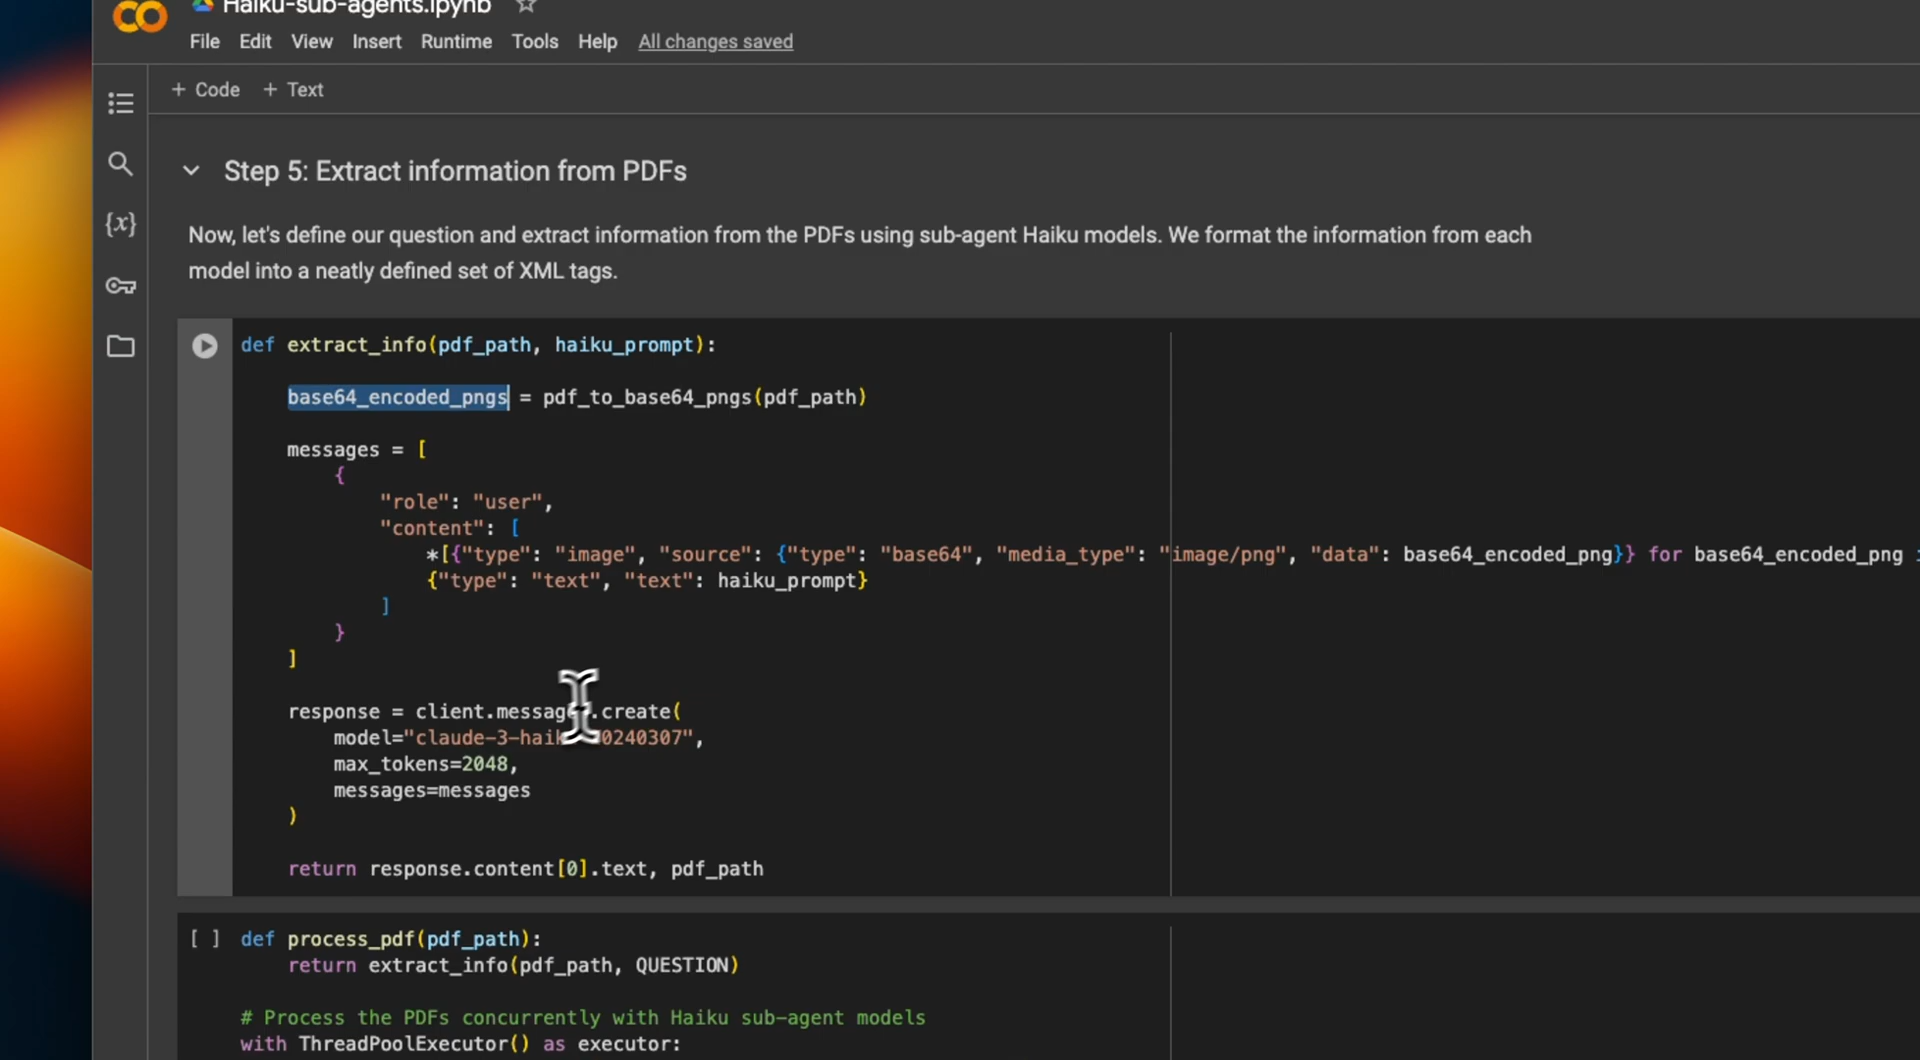 Haiku-sub-agents.ipynb
File Edit View Insert Runtime Tools Help All changes saved
+ Code + Text
Step 5: Extract information from PDFs
Now, let's define our question and extract information from the PDFs using sub-agent Haiku models. We format the information from each
model into a neatly defined set of XML tags.
def extract_info(pdf_path, haiku_prompt):
base64_encoded_pngs = pdf_to_base64_pngs(pdf_path)
messages = [
{
"role": "user",
"content": [
*[{"type": "image", "source": {"type": "base64", "media_type": "image/png", "data": base64_encoded_png}} for base64_encoded_png
{"type": "text", "text": haiku_prompt}
]
}
]
response = client.messages.create(
model="claude-3-haiku-20240307",
max_tokens=2048,
messages=messages
)
return response.content[0].text, pdf_path
[ ] def process_pdf(pdf_path):
return extract_info(pdf_path, QUESTION)
# Process the PDFs concurrently with Haiku sub-agent models
with ThreadPoolExecutor() as executor: